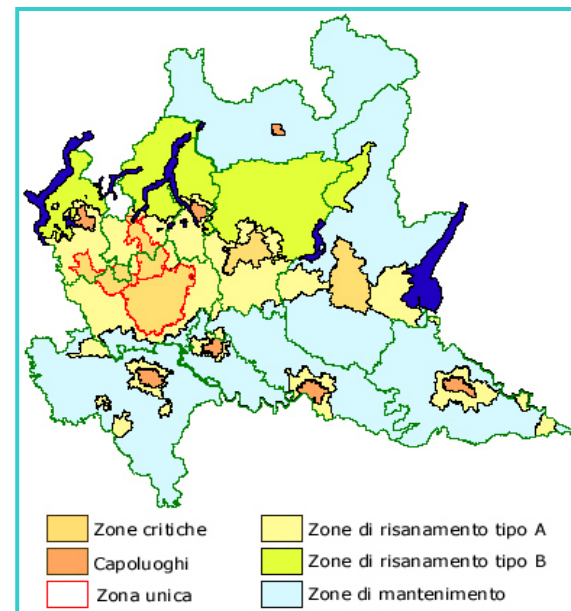 Zone critiche
Capoluoghi
Zona unica
Zone di risanamento tipo A
Zone di risanamento tipo B
Zone di mantenimento